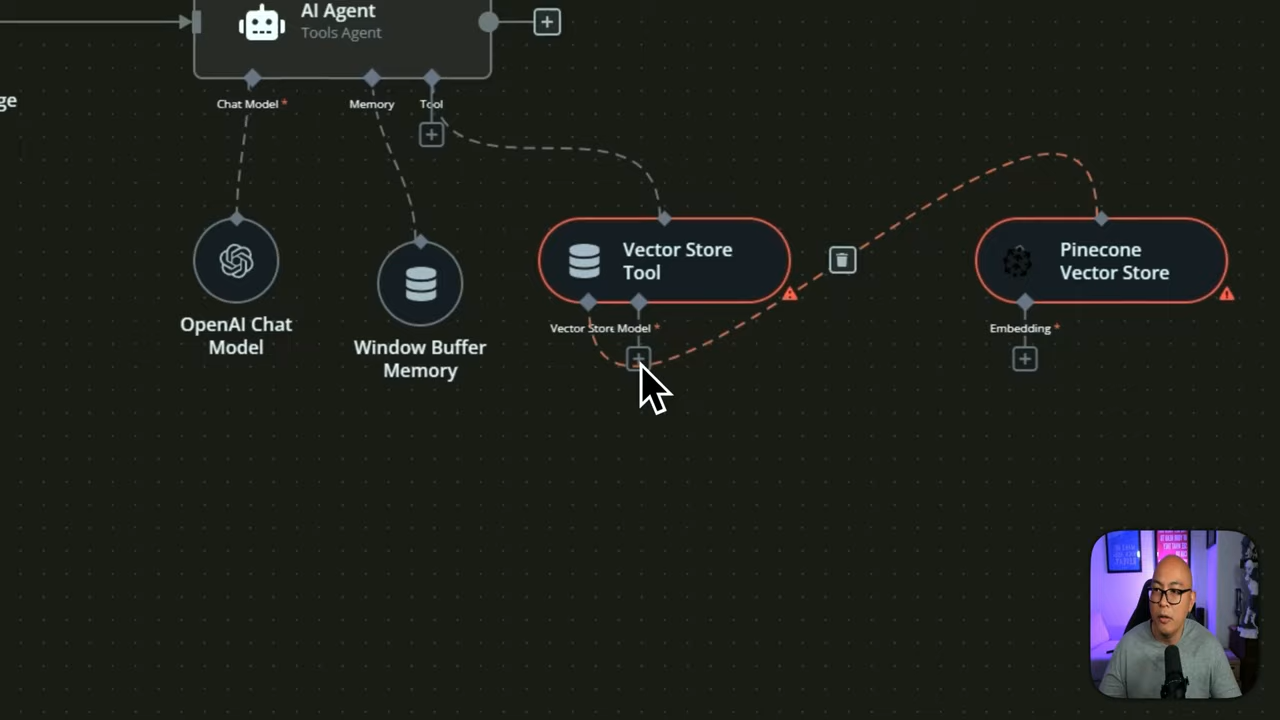 AI Agent
Tools Agent
ge
Chat Model *
Memory
Tool
Vector Store
Tool
Pinecone
Vector Store
Vector Store
Model *
Embedding *
OpenAI Chat
Model
Window Buffer
Memory